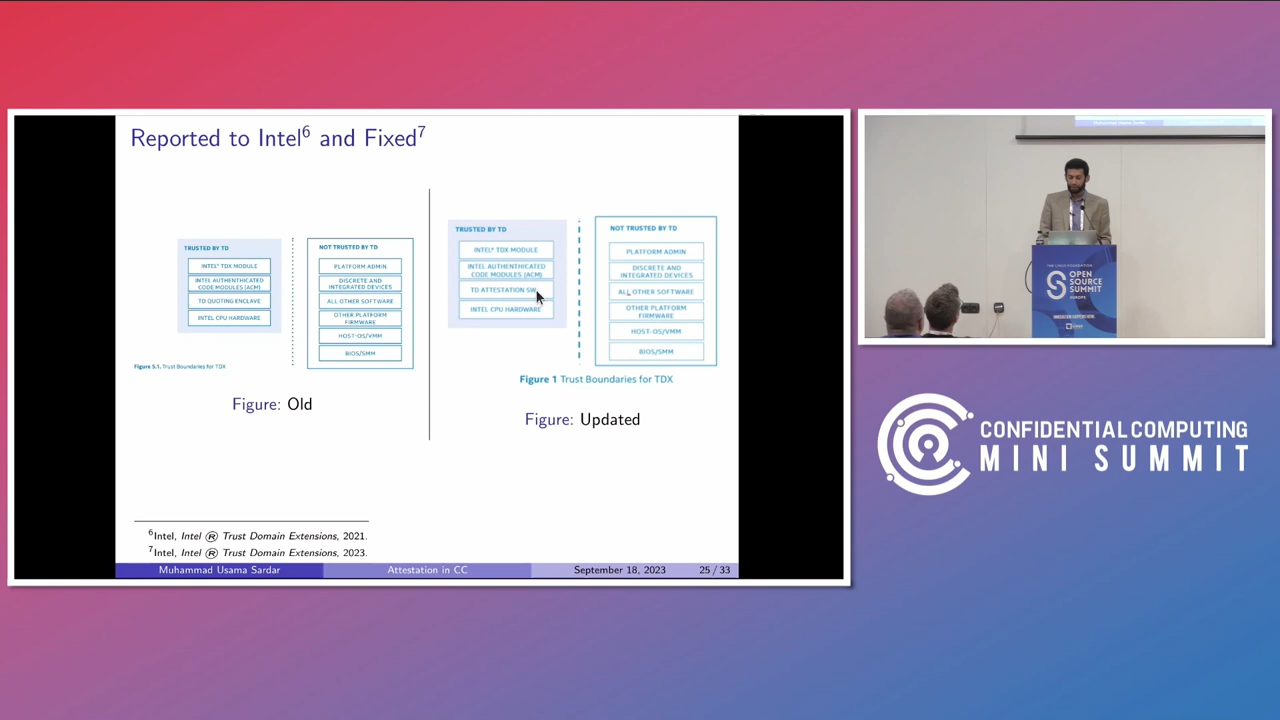 Reported to Intel6 and Fixed7
TRUSTED BY TD
INTEL® TDX MODULE
INTEL AUTHENTHICATED
CODE MODULES (ACM)
TD QUOTING ENCLAVE
INTEL CPU HARDWARE
NOT TRUSTED BY TD
PLATFORM ADMIN
DISCRETE AND
INTEGRATED DEVICES
ALL OTHER SOFTWARE
OTHER PLATFORM
FIRMWARE
HOST-OS/VMM
BIOS/SMM
Figure 5.1. Trust Boundaries for TDX
Figure: Old
TRUSTED BY TD
INTEL® TDX MODULE
INTEL AUTHENTHICATED
CODE MODULES (ACM)
TD ATTESTATION SW
INTEL CPU HARDWARE
NOT TRUSTED BY TD
PLATFORM ADMIN
DISCRETE AND
INTEGRATED DEVICES
ALL OTHER SOFTWARE
OTHER PLATFORM
FIRMWARE
HOST-OS/VMM
BIOS/SMM
Figure 1 Trust Boundaries for TDX
Figure: Updated
6Intel, Intel ® Trust Domain Extensions, 2021.
7Intel, Intel ® Trust Domain Extensions, 2023.
Muhammad Usama Sardar Attestation in CC September 18, 2023 25 / 33
THE LINUX FOUNDATION
OPEN
SOURCE
SUMMIT
EUROPE
CONFIDENTIAL COMPUTING
MINI SUMMIT